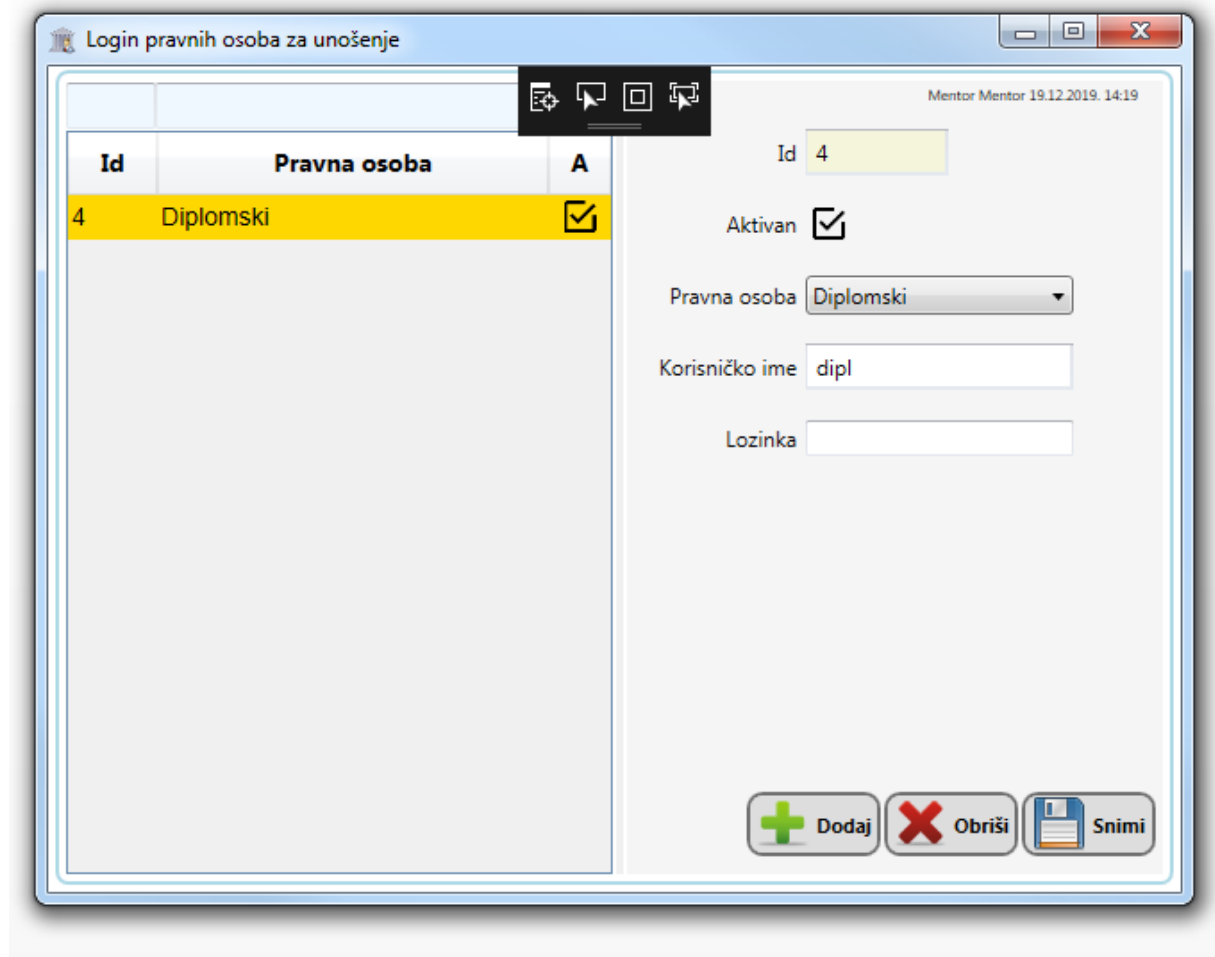 Login pravnih osoba za unošenje
Mentor Mentor 19.12.2019. 14:19
Id Pravna osoba A
4 Diplomski
Id 4
Aktivan
Pravna osoba Diplomski
Korisničko ime dipl
Lozinka
Dodaj Obriši Snimi